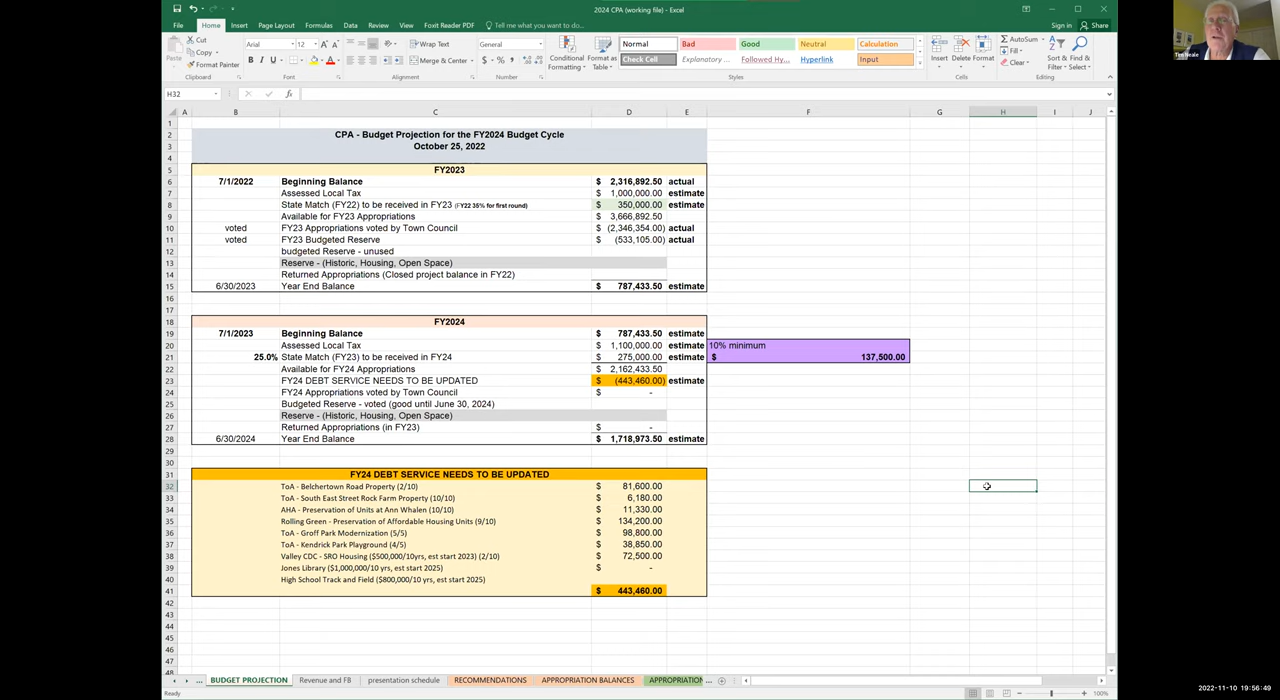 2024 CPA (working file) - Excel
File Home Insert Page Layout Formulas Data Review View Foxit Reader PDF Tell me what you want to do... Sign in Share
Cut
Copy
Format Painter
Paste
Arial 12
Wrap Text
Merge & Center
General
Conditional Formatting
Format as Table
Normal Bad Good Neutral Calculation
Check Cell Explanatory ... Followed Hy... Hyperlink Input
Insert Delete Format
AutoSum
Fill
Clear
Sort & Filter
Find & Select
Clipboard Font Alignment Number Styles Cells Editing
H32
A B C D E F G H I J
CPA - Budget Projection for the FY2024 Budget Cycle
October 25, 2022
FY2023
7/1/2022 Beginning Balance $ 2,316,892.50 actual
Assessed Local Tax $ 1,000,000.00 estimate
State Match (FY22) to be received in FY23 (FY22 35% for first round) $ 350,000.00 estimate
Available for FY23 Appropriations $ 3,666,892.50
voted FY23 Appropriations voted by Town Council $ (2,346,354.00) actual
voted FY23 Budgeted Reserve $ (533,105.00) actual
budgeted Reserve - unused
Reserve - (Historic, Housing, Open Space)
Returned Appropriations (Closed project balance in FY22)
6/30/2023 Year End Balance $ 787,433.50 estimate
FY2024
7/1/2023 Beginning Balance $ 787,433.50 estimate
Assessed Local Tax $ 1,100,000.00 estimate 10% minimum
25.0% State Match (FY23) to be received in FY24 $ 275,000.00 estimate $ 137,500.00
Available for FY24 Appropriations $ 2,162,433.50
FY24 DEBT SERVICE NEEDS TO BE UPDATED $ (443,460.00) estimate
FY24 Appropriations voted by Town Council $ -
Budgeted Reserve - voted (good until June 30, 2024)
Reserve - (Historic, Housing, Open Space)
Returned Appropriations (in FY23) $ -
6/30/2024 Year End Balance $ 1,718,973.50 estimate
FY24 DEBT SERVICE NEEDS TO BE UPDATED
ToA - Belchertown Road Property (2/10) $ 81,600.00
ToA - South East Street Rock Farm Property (10/10) $ 6,180.00
AHA - Preservation of Units at Ann Whalen (10/10) $ 11,330.00
Rolling Green - Preservation of Affordable Housing Units (9/10) $ 134,200.00
ToA - Groff Park Modernization (5/5) $ 98,800.00
ToA - Kendrick Park Playground (4/5) $ 38,850.00
Valley CDC - SRO Housing ($500,000/10yrs, est start 2023) (2/10) $ 72,500.00
Jones Library ($1,000,000/10 yrs, est start 2025) $ -
High School Track and Field ($800,000/10 yrs, est start 2025)
$ 443,460.00
BUDGET PROJECTION Revenue and FB presentation schedule RECOMMENDATIONS APPROPRIATION BALANCES APPROPRIATION ...
Ready 100%
Tim Neale
2022-11-10 19:56:49